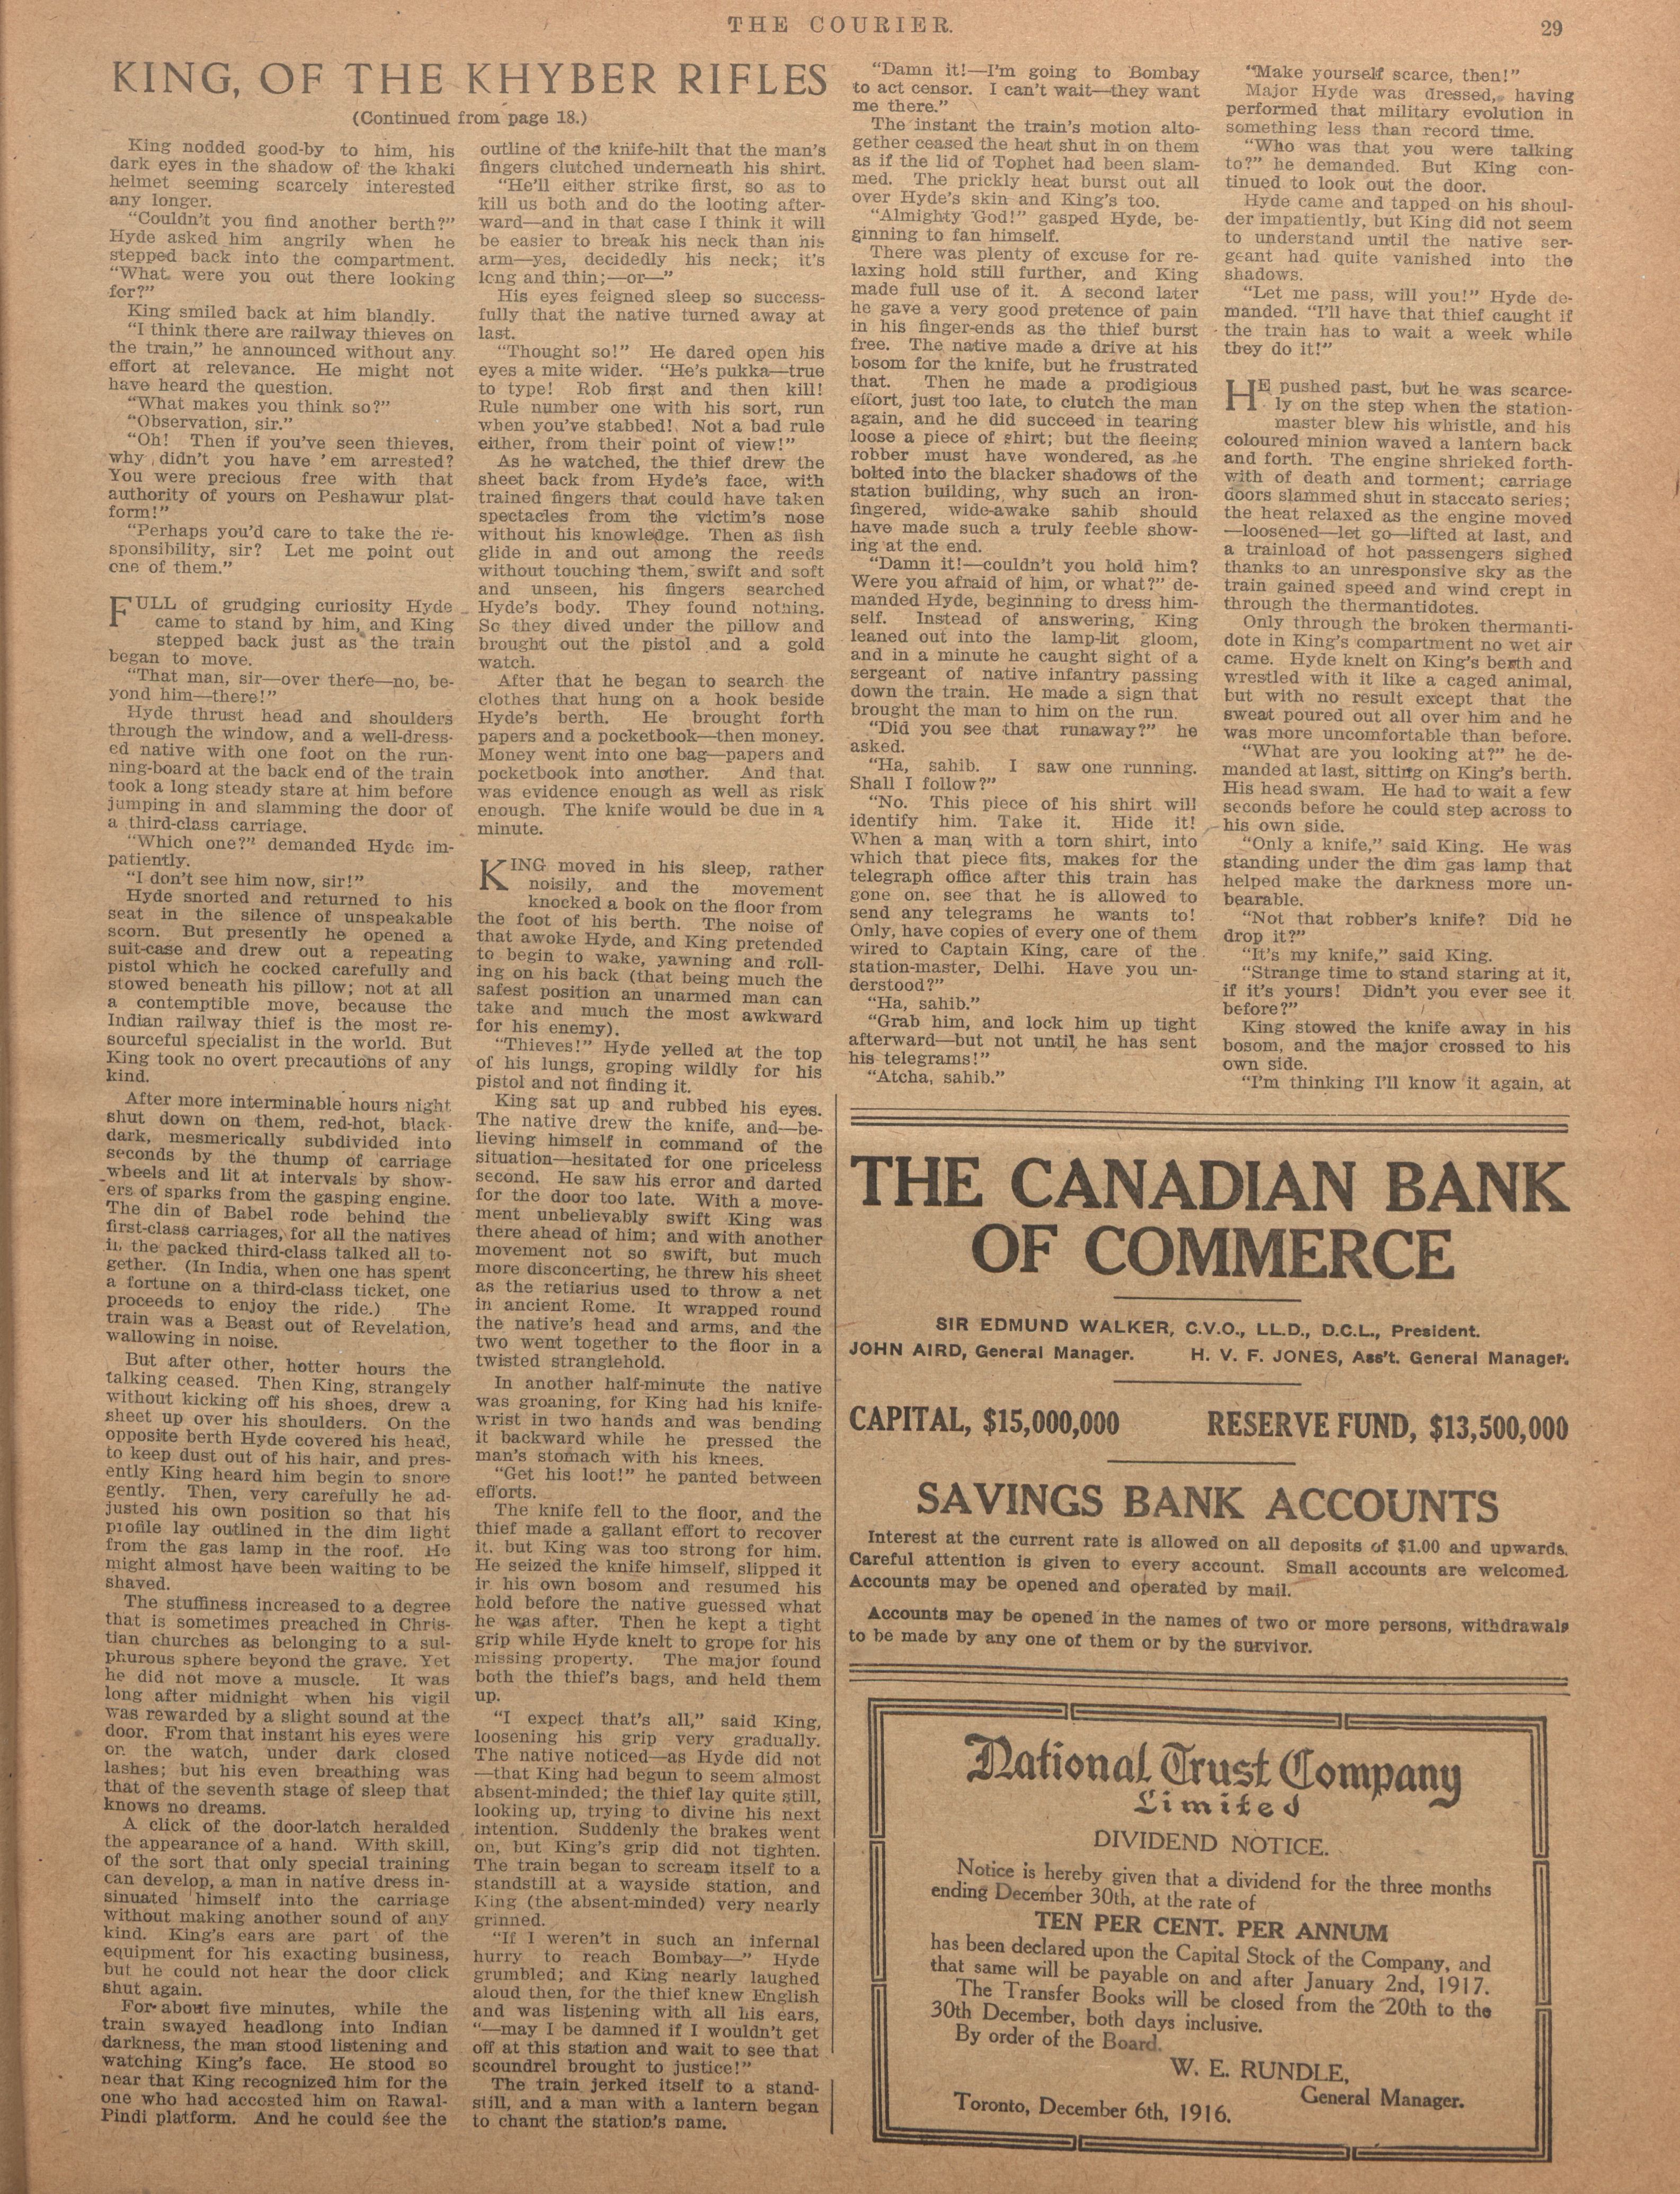 THE COURIER.
29
KING, OF THE KHYBER RIFLES
(Continued from page 18.)
King nodded good-by to him, his
dark eyes in the shadow of the khaki
helmet seeming scarcely interested
any longer.
"Couldn't you find another berth?"
Hyde asked him angrily when he
stepped back into the compartment.
"What were you out there looking
for?"
King smiled back at him blandly.
"I think there are railway thieves on
the train," he announced without any
effort at relevance. He might not
have heard the question.
"What makes you think so?"
"Observation, sir."
"Oh! Then if you've seen thieves,
why didn't you have 'em arrested?
You were precious free with that
authority of yours on Peshawur plat-
form!"
"Perhaps you'd care to take the re-
sponsibility, sir? Let me point out
one of them."
FULL of grudging curiosity Hyde
came to stand by him, and King
stepped back just as the train
began to move.
"That man, sir—over there—no, be-
yond him—there!"
Hyde thrust head and shoulders
through the window, and a well-dress-
ed native with one foot on the run-
ning-board at the back end of the train
took a long steady stare at him before
jumping in and slamming the door of
a third-class carriage.
"Which one?" demanded Hyde im-
patiently.
"I don't see him now, sir!"
Hyde snorted and returned to his
seat in the silence of unspeakable
scorn. But presently he opened a
suit-case and drew out a repeating
pistol which he cocked carefully and
stowed beneath his pillow; not at all
a contemptible move, because the
Indian railway thief is the most re-
sourceful specialist in the world. But
King took no overt precautions of any
kind.
After more interminable hours night
shut down on them, red-hot, black-
dark, mesmerically subdivided into
seconds by the thump of carriage
wheels and lit at intervals by show-
ers of sparks from the gasping engine.
The din of Babel rode behind the
first-class carriages, for all the natives
in the packed third-class talked all to-
gether. (In India, when one has spent
a fortune on a third-class ticket, one
proceeds to enjoy the ride.) The
train was a Beast out of Revelation,
wallowing in noise.
But after other, hotter hours the
talking ceased. Then King, strangely
without kicking off his shoes, drew a
sheet up over his shoulders. On the
opposite berth Hyde covered his head,
to keep dust out of his hair, and pres-
ently King heard him begin to snore
gently. Then, very carefully he ad-
justed his own position so that his
profile lay outlined in the dim light
from the gas lamp in the roof. He
might almost have been waiting to be
shaved.
The stuffiness increased to a degree
that is sometimes preached in Chris-
tian churches as belonging to a sul-
phurous sphere beyond the grave. Yet
he did not move a muscle. It was
long after midnight when his vigil
was rewarded by a slight sound at the
door. From that instant his eyes were
on the watch, under dark closed
lashes; but his even breathing was
that of the seventh stage of sleep that
knows no dreams.
A click of the door-latch heralded
the appearance of a hand. With skill,
of the sort that only special training
can develop, a man in native dress in-
sinuated himself into the carriage
without making another sound of any
kind. King's ears are part of the
equipment for his exacting business,
but he could not hear the door click
shut again.
For about five minutes, while the
train swayed headlong into Indian
darkness, the man stood listening and
watching King's face. He stood so
near that King recognized him for the
one who had accosted him on Rawal-
Pindi platform. And he could see the
outline of the knife-hilt that the man's
fingers clutched underneath his shirt.
"He'll either strike first, so as to
kill us both and do the looting after-
ward—and in that case I think it will
be easier to break his neck than his
arm—yes, decidedly his neck; it's
long and thin;—or—"
His eyes feigned sleep so success-
fully that the native turned away at
last.
"Thought so!" He dared open his
eyes a mite wider. "He's pukka—true
to type! Rob first and then kill!
Rule number one with his sort, run
when you've stabbed! Not a bad rule
either, from their point of view!"
As he watched, the thief drew the
sheet back from Hyde's face, with
trained fingers that could have taken
spectacles from the victim's nose
without his knowledge. Then as fish
glide in and out among the reeds
without touching them, swift and soft
and unseen, his fingers searched
Hyde's body. They found nothing.
So they dived under the pillow and
brought out the pistol and a gold
watch.
After that he began to search the
clothes that hung on a hook beside
Hyde's berth. He brought forth
papers and a pocketbook—then money.
Money went into one bag—papers and
pocketbook into another. And that
was evidence enough as well as risk
enough. The knife would be due in a
minute.
KING moved in his sleep, rather
noisily, and the movement
knocked a book on the floor from
the foot of his berth. The noise of
that awoke Hyde, and King pretended
to begin to wake, yawning and roll-
ing on his back (that being much the
safest position an unarmed man can
take and much the most awkward
for his enemy).
"Thieves!" Hyde yelled at the top
of his lungs, groping wildly for his
pistol and not finding it.
King sat up and rubbed his eyes.
The native drew the knife, and—be-
lieving himself in command of the
situation—hesitated for one priceless
second. He saw his error and darted
for the door too late. With a move-
ment unbelievably swift King was
there ahead of him; and with another
movement not so swift, but much
more disconcerting, he threw his sheet
as the retiarius used to throw a net
in ancient Rome. It wrapped round
the native's head and arms, and the
two went together to the floor in a
twisted stranglehold.
In another half-minute the native
was groaning, for King had his knife-
wrist in two hands and was bending
it backward while he pressed the
man's stomach with his knees.
"Get his loot!" he panted between
efforts.
The knife fell to the floor, and the
thief made a gallant effort to recover
it, but King was too strong for him.
He seized the knife himself, slipped it
in his own bosom and resumed his
hold before the native guessed what
he was after. Then he kept a tight
grip while Hyde knelt to grope for his
missing property. The major found
both the thief's bags, and held them
up.
"I expect that's all," said King,
loosening his grip very gradually.
The native noticed—as Hyde did not
—that King had begun to seem almost
absent-minded; the thief lay quite still,
looking up, trying to divine his next
intention. Suddenly the brakes went
on, but King's grip did not tighten.
The train began to scream itself to a
standstill at a wayside station, and
King (the absent-minded) very nearly
grinned.
"If I weren't in such an infernal
hurry to reach Bombay—" Hyde
grumbled; and King nearly laughed
aloud then, for the thief knew English
and was listening with all his ears,
"—may I be damned if I wouldn't get
off at this station and wait to see that
scoundrel brought to justice!"
The train jerked itself to a stand-
still, and a man with a lantern began
to chant the station's name.
"Damn it!—I'm going to Bombay
to act censor. I can't wait—they want
me there."
The instant the train's motion alto-
gether ceased the heat shut in on them
as if the lid of Tophet had been slam-
med. The prickly heat burst out all
over Hyde's skin and King's too.
"Almighty God!" gasped Hyde, be-
ginning to fan himself.
There was plenty of excuse for re-
laxing hold still further, and King
made full use of it. A second later
he gave a very good pretence of pain
in his finger-ends as the thief burst
free. The native made a drive at his
bosom for the knife, but he frustrated
that. Then he made a prodigious
effort, just too late, to clutch the man
again, and he did succeed in tearing
loose a piece of shirt; but the fleeing
robber must have wondered, as he
bolted into the blacker shadows of the
station building, why such an iron-
fingered, wide-awake sahib should
have made such a truly feeble show-
ing at the end.
"Damn it!—couldn't you hold him?
Were you afraid of him, or what?" de-
manded Hyde, beginning to dress him-
self. Instead of answering, King
leaned out into the lamp-lit gloom,
and in a minute he caught sight of a
sergeant of native infantry passing
down the train. He made a sign that
brought the man to him on the run.
"Did you see that runaway?" he
asked.
"Ha, sahib. I saw one running.
Shall I follow?"
"No. This piece of his shirt will
identify him. Take it. Hide it!
When a man with a torn shirt, into
which that piece fits, makes for the
telegraph office after this train has
gone on, see that he is allowed to
send any telegrams he wants to!
Only, have copies of every one of them
wired to Captain King, care of the
station-master, Delhi. Have you un-
derstood?"
"Ha, sahib."
"Grab him, and lock him up tight
afterward—but not until he has sent
his telegrams!"
"Atcha, sahib."
"Make yourself scarce, then!"
Major Hyde was dressed, having
performed that military evolution in
something less than record time.
"Who was that you were talking
to?" he demanded. But King con-
tinued to look out the door.
Hyde came and tapped on his shoul-
der impatiently, but King did not seem
to understand until the native ser-
geant had quite vanished into the
shadows.
"Let me pass, will you!" Hyde de-
manded. "I'll have that thief caught if
the train has to wait a week while
they do it!"
HE pushed past, but he was scarce-
ly on the step when the station-
master blew his whistle, and his
coloured minion waved a lantern back
and forth. The engine shrieked forth-
with of death and torment; carriage
doors slammed shut in staccato series;
the heat relaxed as the engine moved
—loosened—let go—lifted at last, and
a trainload of hot passengers sighed
thanks to an unresponsive sky as the
train gained speed and wind crept in
through the thermantidotes.
Only through the broken thermanti-
dote in King's compartment no wet air
came. Hyde knelt on King's berth and
wrestled with it like a caged animal,
but with no result except that the
sweat poured out all over him and he
was more uncomfortable than before.
"What are you looking at?" he de-
manded at last, sitting on King's berth.
His head swam. He had to wait a few
seconds before he could step across to
his own side.
"Only a knife," said King. He was
standing under the dim gas lamp that
helped make the darkness more un-
bearable.
"Not that robber's knife? Did he
drop it?"
"It's my knife," said King.
"Strange time to stand staring at it,
if it's yours! Didn't you ever see it
before?"
King stowed the knife away in his
bosom, and the major crossed to his
own side.
"I'm thinking I'll know it again, at
THE CANADIAN BANK
OF COMMERCE
SIR EDMUND WALKER, C.V.O., LL.D., D.C.L., President.
JOHN AIRD, General Manager. H. V. F. JONES, Ass't. General Manager.
CAPITAL, $15,000,000 RESERVE FUND, $13,500,000
SAVINGS BANK ACCOUNTS
Interest at the current rate is allowed on all deposits of $1.00 and upwards.
Careful attention is given to every account. Small accounts are welcomed.
Accounts may be opened and operated by mail.
Accounts may be opened in the names of two or more persons, withdrawals
to be made by any one of them or by the survivor.
National Trust Company
Limited
DIVIDEND NOTICE.
Notice is hereby given that a dividend for the three months
ending December 30th, at the rate of
TEN PER CENT. PER ANNUM
has been declared upon the Capital Stock of the Company, and
that same will be payable on and after January 2nd, 1917.
The Transfer Books will be closed from the 20th to the
30th December, both days inclusive.
By order of the Board.
W. E. RUNDLE,
General Manager.
Toronto, December 6th, 1916.